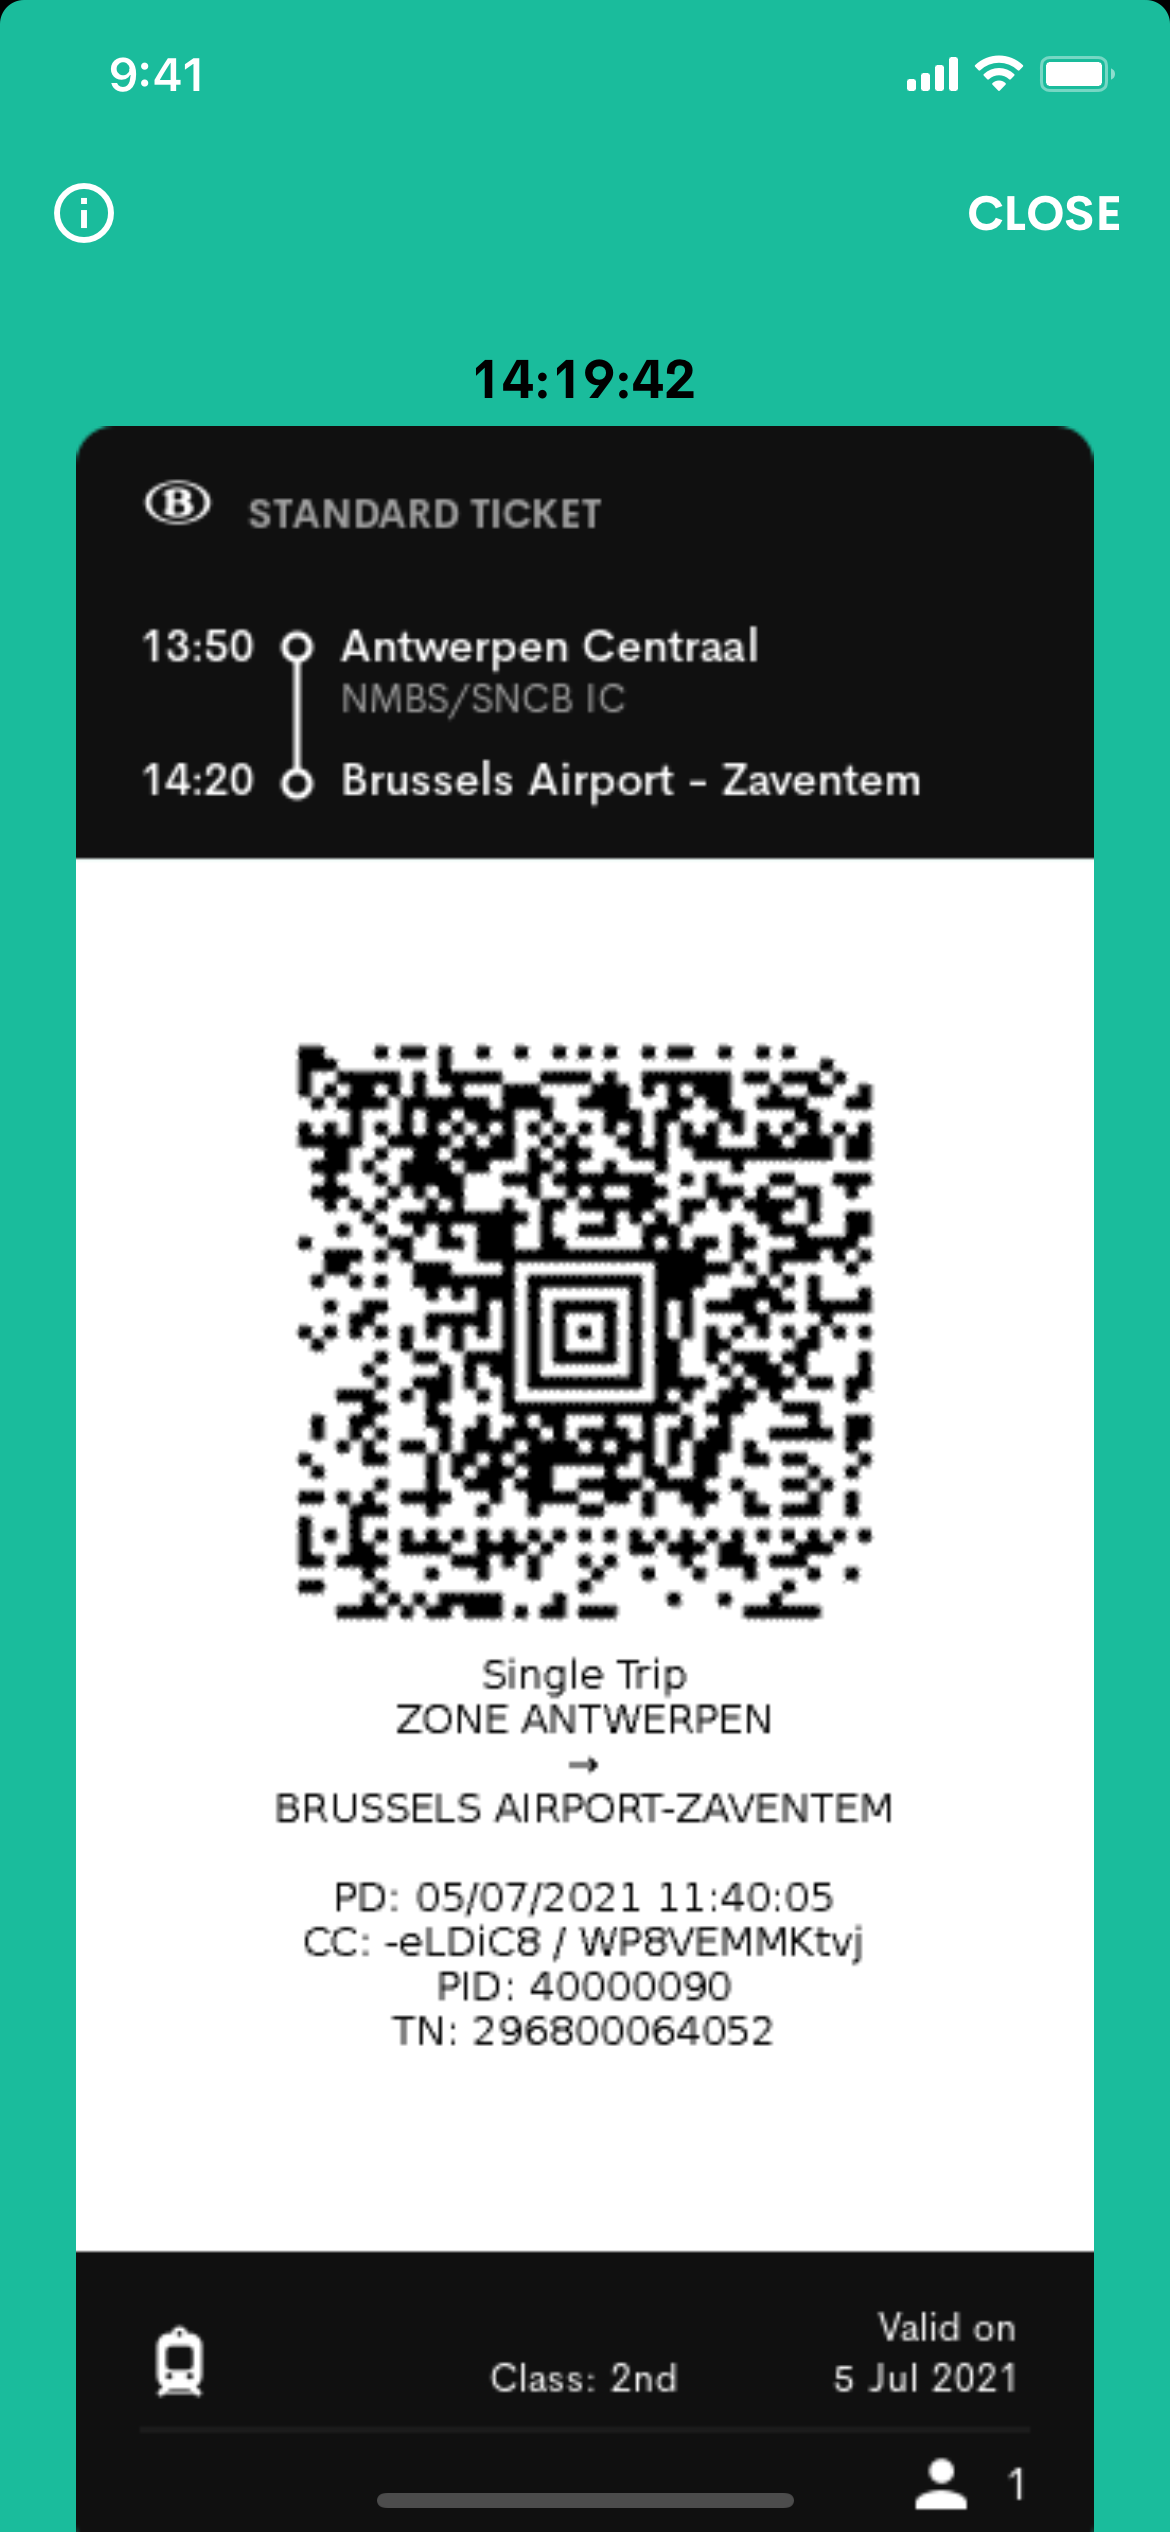 9:41
CLOSE
14:19:42
B STANDARD TICKET
13:50 Antwerpen Centraal
NMBS/SNCB IC
14:20 Brussels Airport - Zaventem
Single Trip
ZONE ANTWERPEN
→
BRUSSELS AIRPORT-ZAVENTEM
PD: 05/07/2021 11:40:05
CC: -eLDiC8 / WP8VEMMKtvj
PID: 40000090
TN: 296800064052
Valid on
Class: 2nd 5 Jul 2021
1